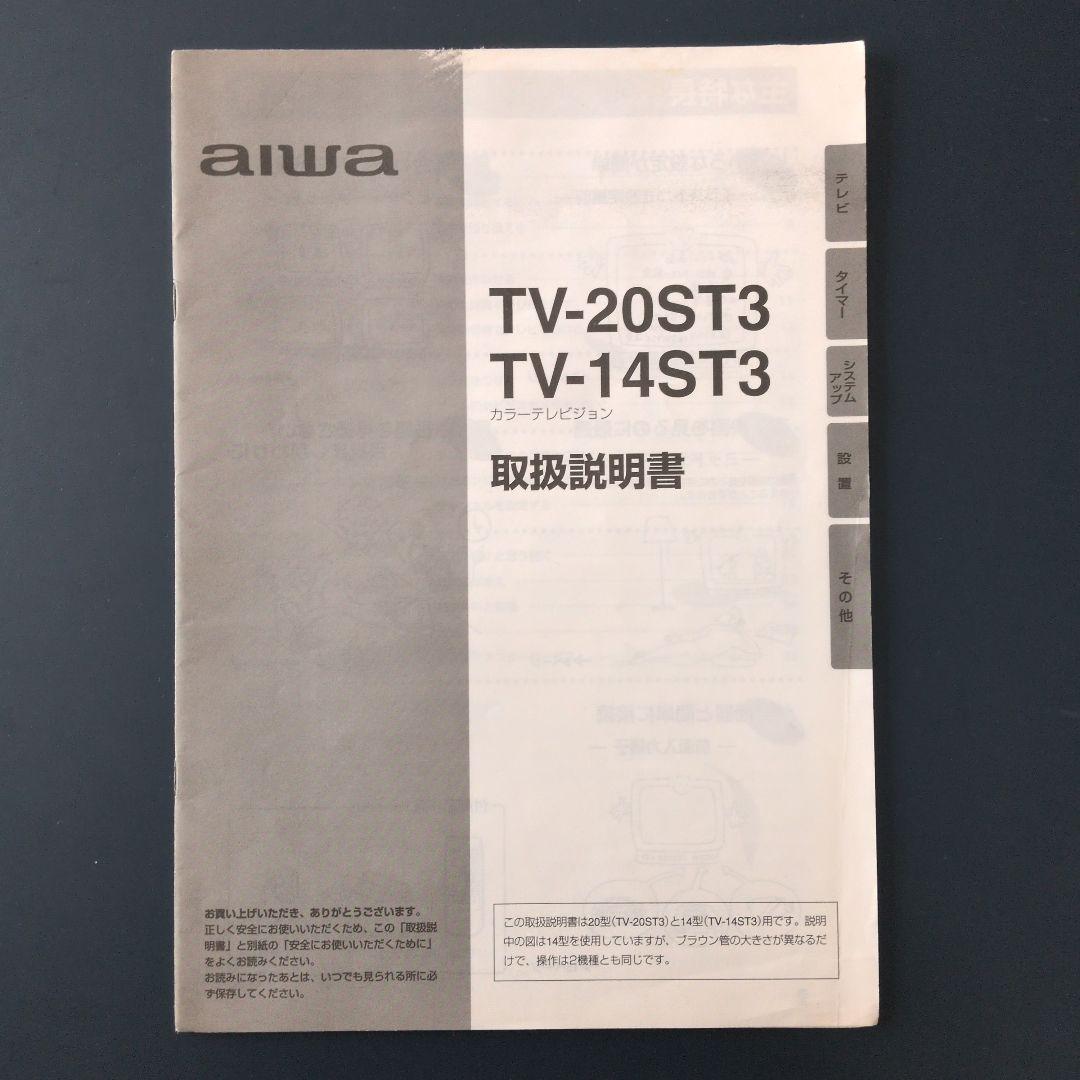 aiwa
TV-20ST3
TV-14ST3
カラーテレビジョン
取扱説明書
テレビ
タイマー
システム
アップ
設置
その他
お買い上げいただき、ありがとうございます。
正しく安全にお使いいただくため、この「取扱説
明書」と別紙の「安全にお使いいただくために」
をよくお読みください。
お読みになったあとは、いつでも見られる所に必
ず保存してください。
この取扱説明書は20型(TV-20ST3)と14型(TV-14ST3)用です。説明
中の図は14型を使用していますが、ブラウン管の大きさが異なるだ
けで、操作は2機種とも同じです。